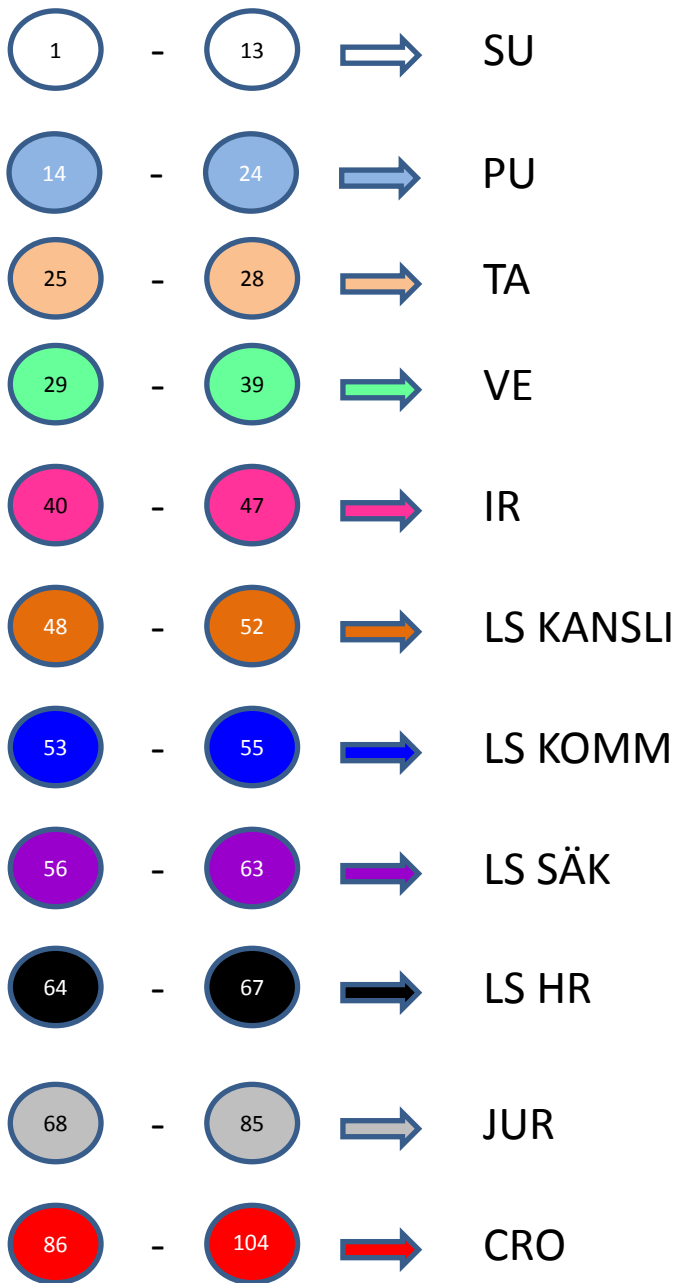 1 - 13 SU
14 - 24 PU
25 - 28 TA
29 - 39 VE
40 - 47 IR
48 - 52 LS KANSLI
53 - 55 LS KOMM
56 - 63 LS SÄK
64 - 67 LS HR
68 - 85 JUR
86 - 104 CRO